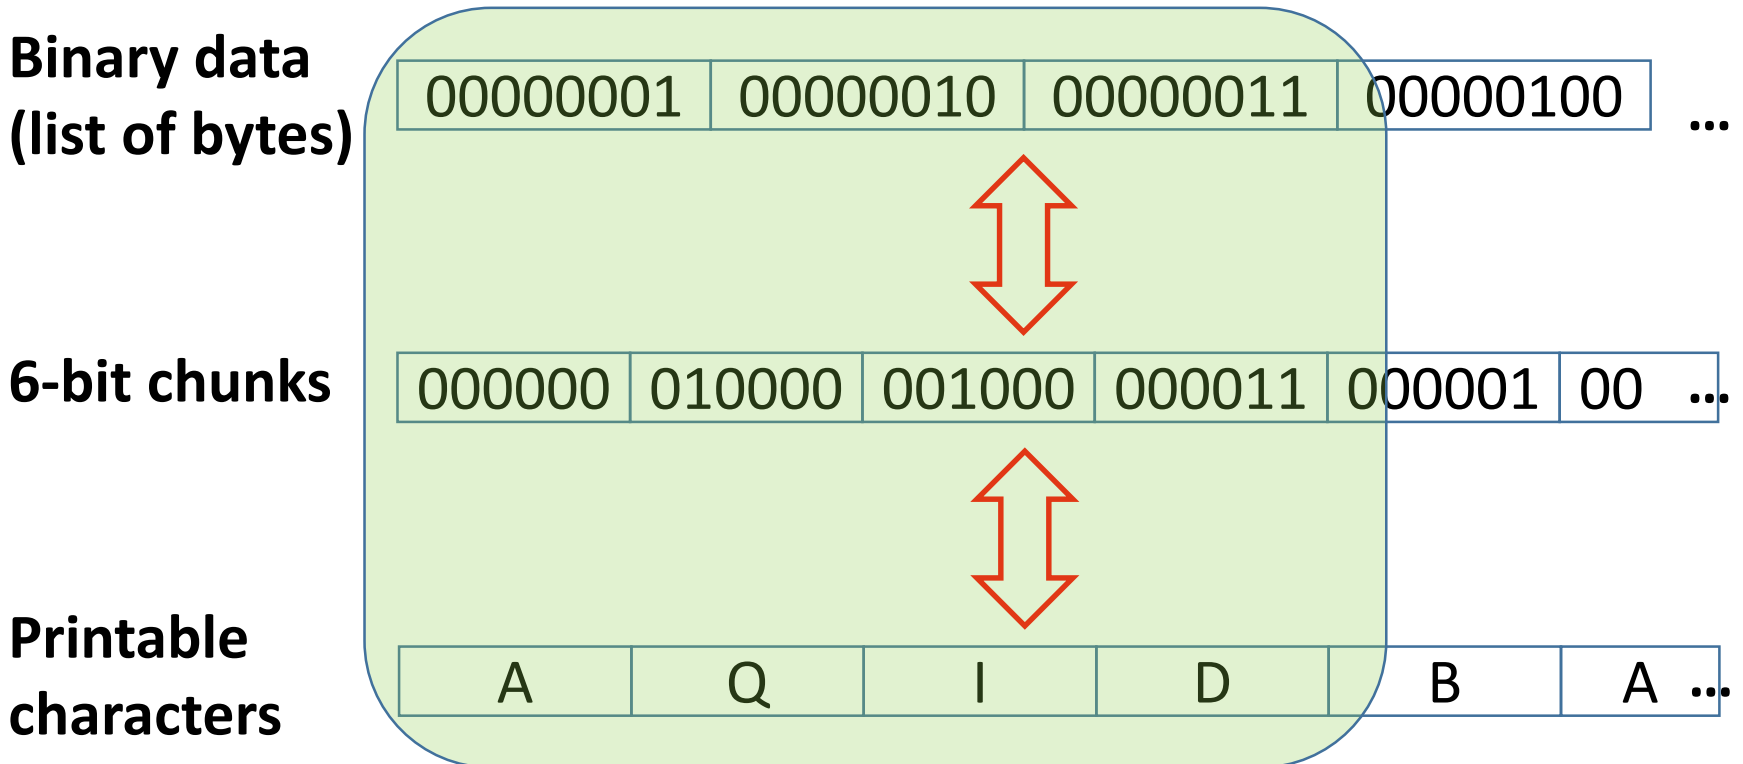 Binary data
(list of bytes)
00000001 00000010 00000011 00000100 ...
6-bit chunks
000000 010000 001000 000011 000001 00 ...
Printable
characters
A Q I D B A ...